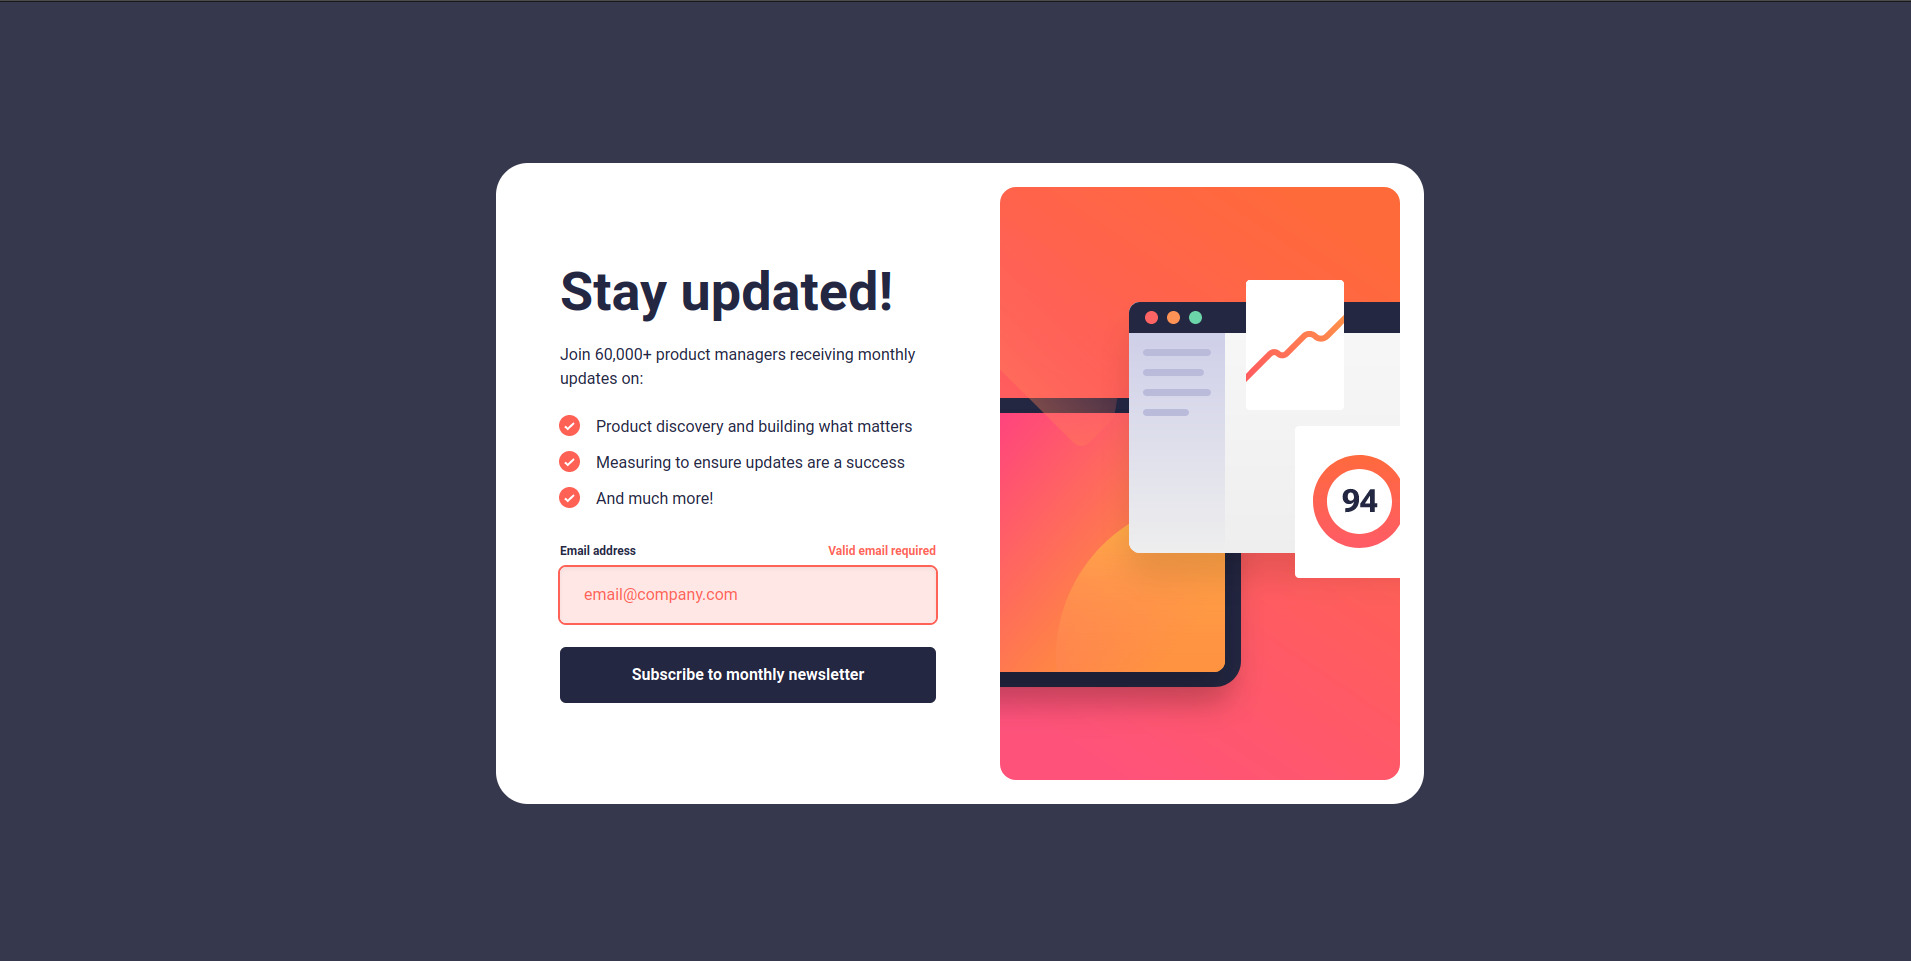 Stay updated!
Join 60,000+ product managers receiving monthly
updates on:
Product discovery and building what matters
Measuring to ensure updates are a success
And much more!
Email address
Valid email required
email@company.com
Subscribe to monthly newsletter
94